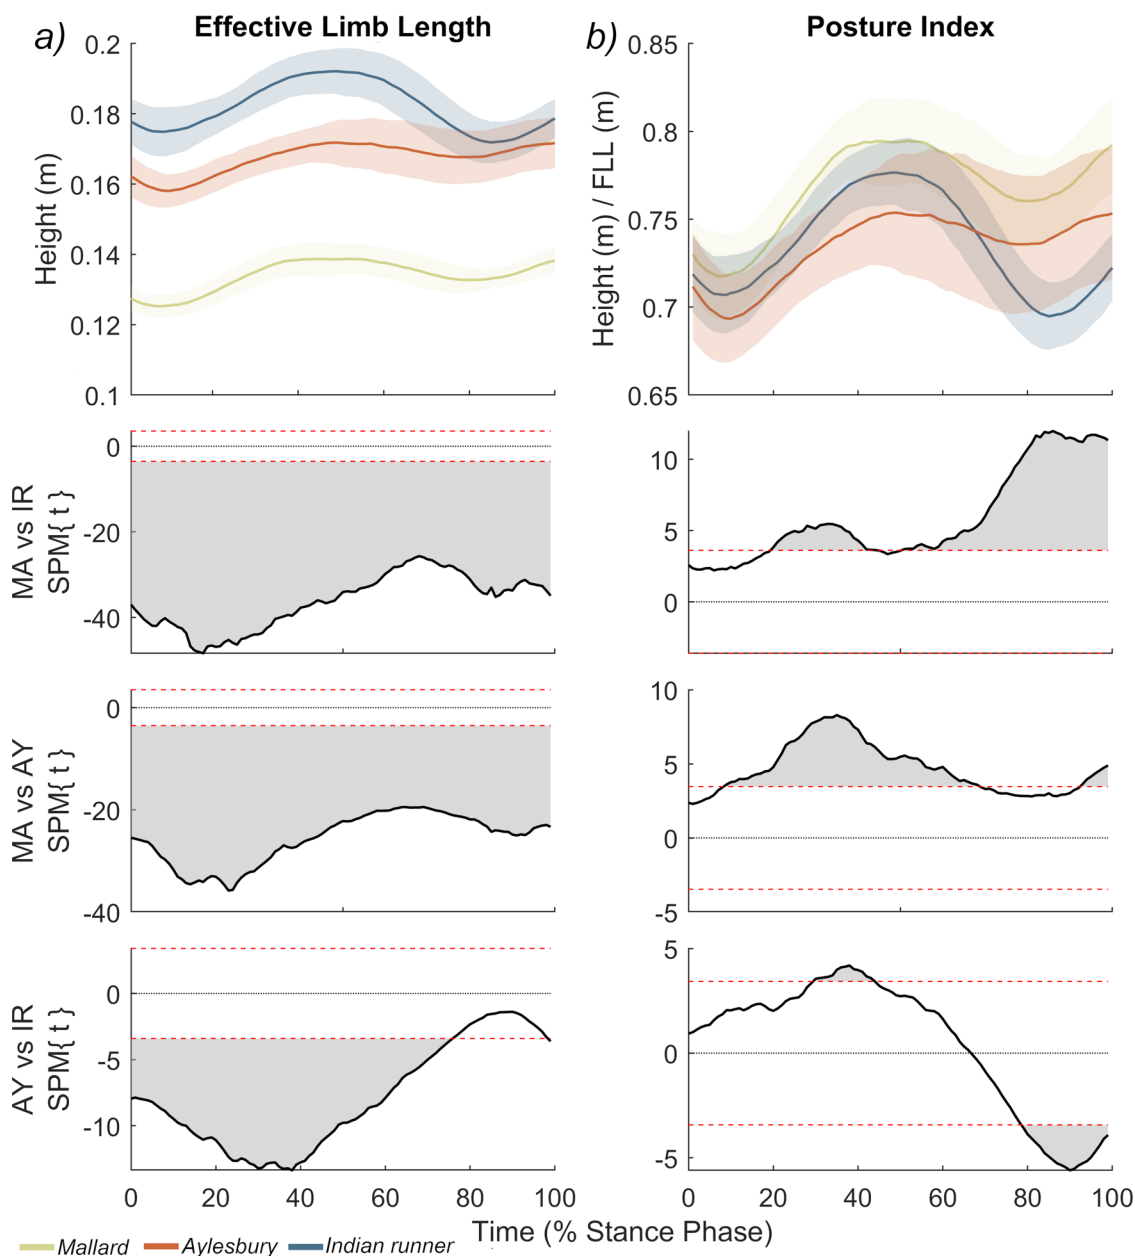 a) Effective Limb Length
b) Posture Index
Height (m)
0.2
0.18
0.16
0.14
0.12
0.1
Height (m) / FLL (m)
0.85
0.8
0.75
0.7
0.65
MA vs IR
SPM{ t }
0
-20
-40
10
5
0
MA vs AY
SPM{ t }
0
-20
-40
10
5
0
-5
AY vs IR
SPM{ t }
0
-5
-10
5
0
-5
0 20 40 60 80 100
0 20 40 60 80 100
Time (% Stance Phase)
Mallard Aylesbury Indian runner